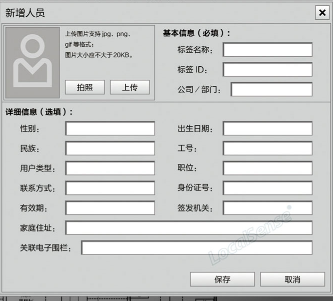 新增人员
上传图片支持jpg、png、
gif 等格式；
图片大小应不大于20KB。
拍照 上传
基本信息（必填）：
标签名称：
标签 ID：
公司／部门：
详细信息（选填）：
性别： 出生日期：
民族： 工号：
用户类型： 职位：
联系方式： 身份证号：
有效期： 签发机关：
家庭住址：
关联电子围栏：
LocalSense
保存 取消